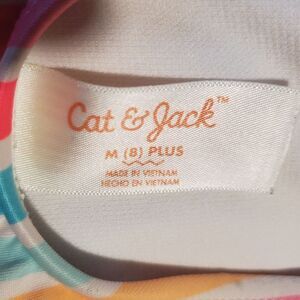 Cat & Jack™
M (8) PLUS
MADE IN VIETNAM
HECHO EN VIETNAM